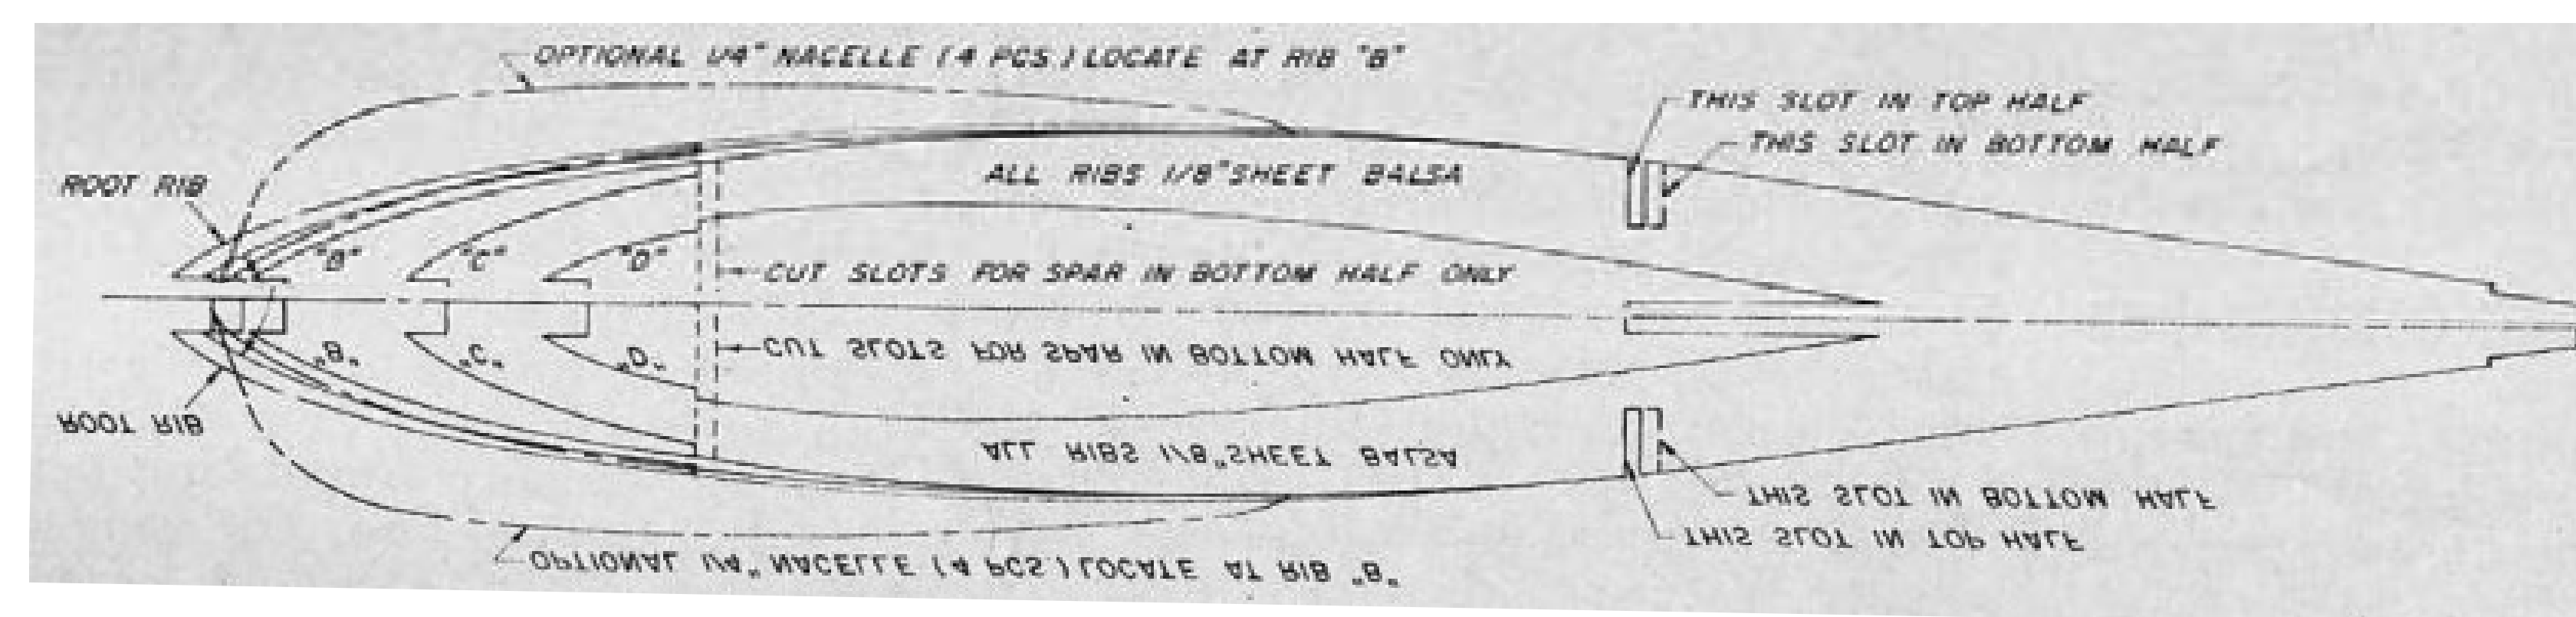 OPTIONAL 1/4" NACELLE (4 PCS.) LOCATE AT RIB "B"
THIS SLOT IN TOP HALF
THIS SLOT IN BOTTOM HALF
ROOT RIB
ALL RIBS 1/8" SHEET BALSA
"B" "C" "D"
CUT SLOTS FOR SPAR IN BOTTOM HALF ONLY
CUT SLOTS FOR SPAR IN BOTTOM HALF ONLY
"B" "C" "D"
ROOT RIB
ALL RIBS 1/8" SHEET BALSA
THIS SLOT IN BOTTOM HALF
THIS SLOT IN TOP HALF
OPTIONAL 1/4" NACELLE (4 PCS.) LOCATE AT RIB "B"